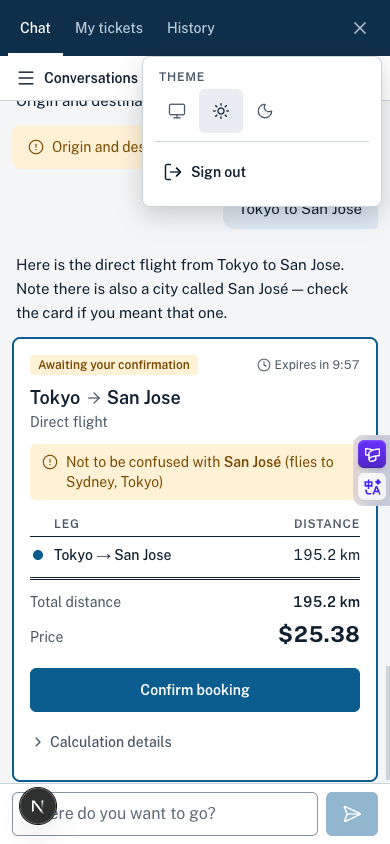 Chat
My tickets
History
Conversations
THEME
Sign out
Origin and destina
Origin and des
Tokyo to San Jose
Here is the direct flight from Tokyo to San Jose.
Note there is also a city called San José — check
the card if you meant that one.
Awaiting your confirmation
Expires in 9:57
Tokyo → San Jose
Direct flight
Not to be confused with San José (flies to
Sydney, Tokyo)
LEG DISTANCE
Tokyo → San Jose 195.2 km
Total distance 195.2 km
Price $25.38
Confirm booking
Calculation details
N
ere do you want to go?
中A